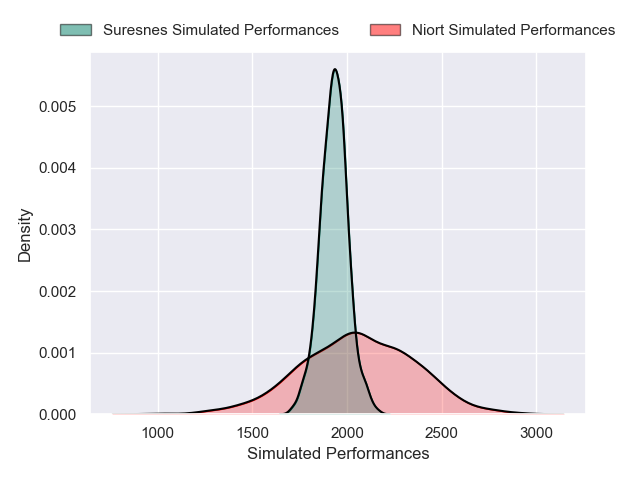 Suresnes Simulated Performances
Niort Simulated Performances
0.005
0.004
0.003
0.002
0.001
0.000
1000
1500
2000
2500
3000
Density
Simulated Performances